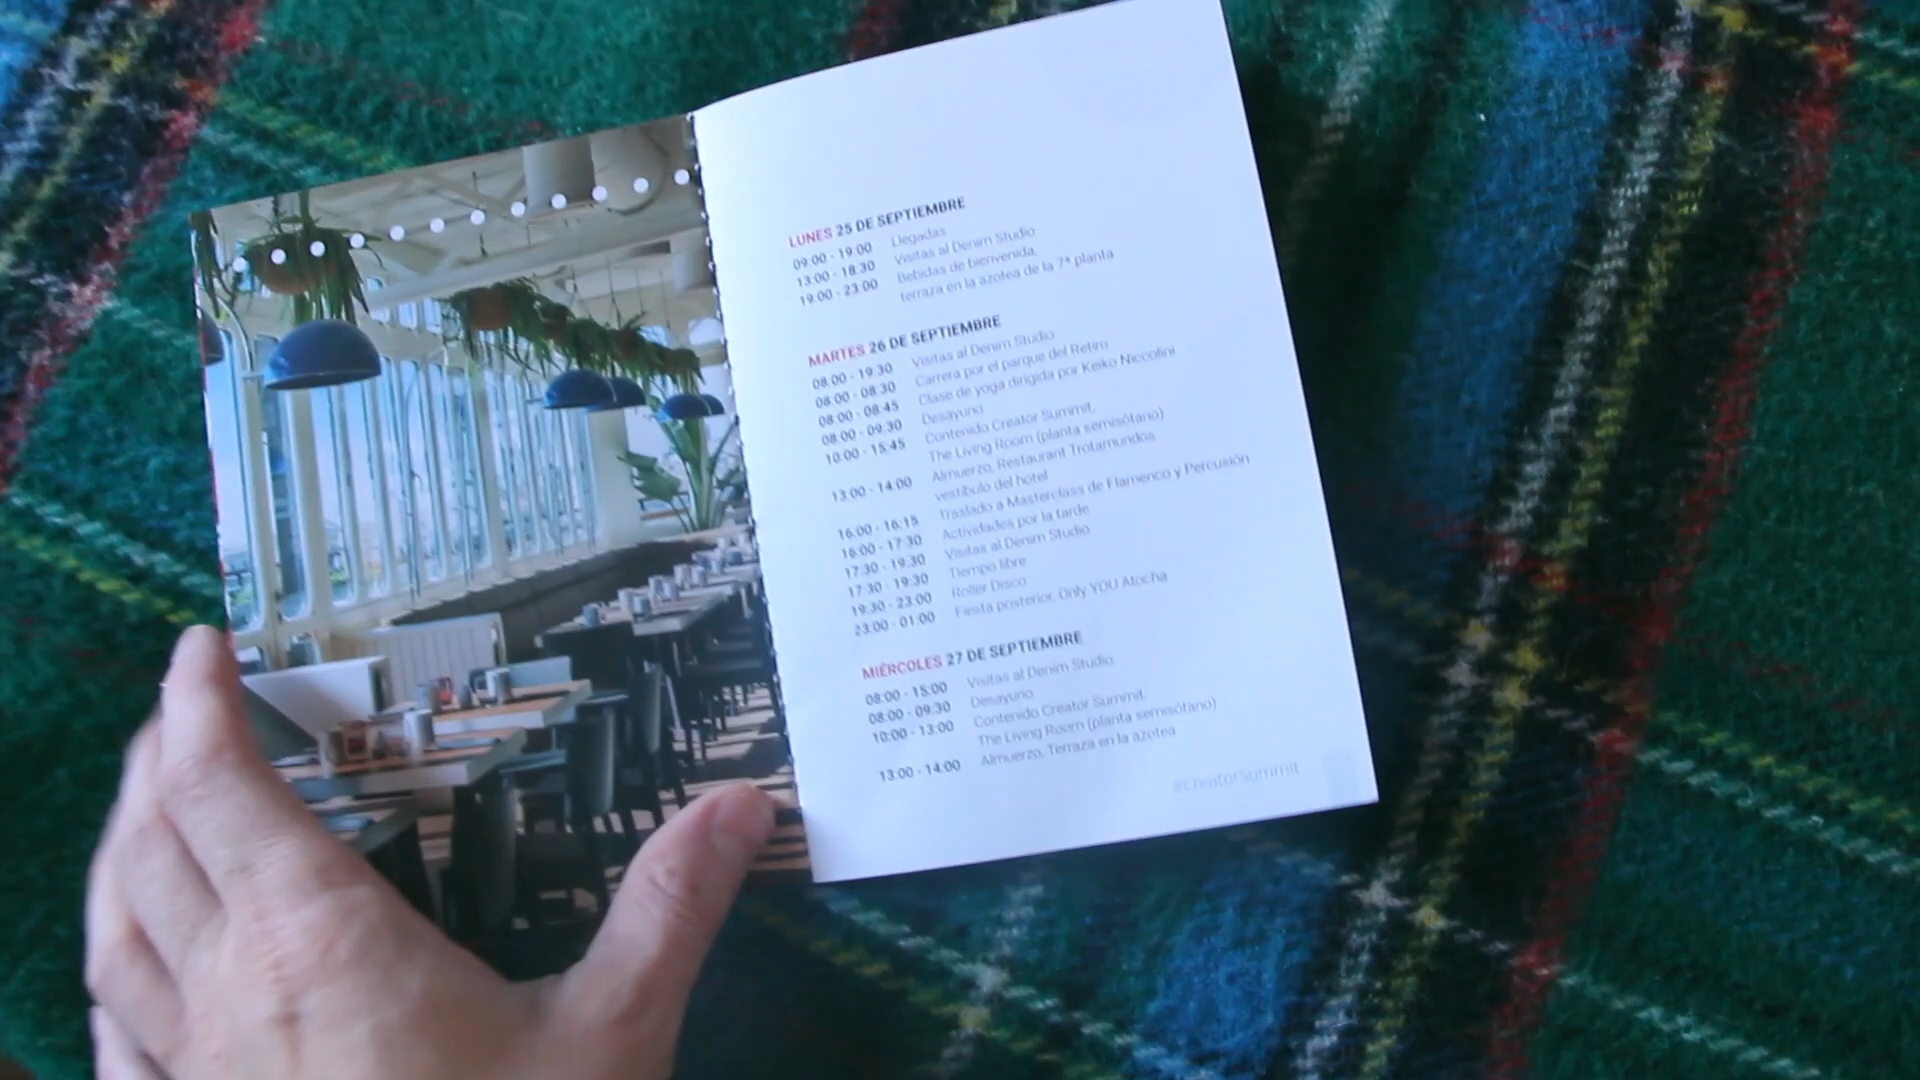 LUNES 25 DE SEPTIEMBRE
09:00 - 19:00 Llegadas
13:00 - 18:30 Visitas al Denim Studio
19:00 - 23:00 Bebidas de bienvenida,
terraza en la azotea de la 7ª planta
MARTES 26 DE SEPTIEMBRE
08:00 - 19:30 Visitas al Denim Studio
08:00 - 08:30 Carrera por el parque del Retiro
08:00 - 08:45 Clase de yoga dirigida por Keiko Niccolini
08:00 - 09:30 Desayuno
10:00 - 15:45 Contenido Creator Summit,
The Living Room (planta semisótano)
13:00 - 14:00 Almuerzo, Restaurant Trotamundos
vestíbulo del hotel
16:00 - 16:15 Traslado a Masterclass de Flamenco y Percusión
16:00 - 17:30 Actividades por la tarde
17:30 - 19:30 Visitas al Denim Studio
17:30 - 19:30 Tiempo libre
19:30 - 23:00 Roller Disco
23:00 - 01:00 Fiesta posterior, Only YOU Atocha
MIÉRCOLES 27 DE SEPTIEMBRE
08:00 - 15:00 Visitas al Denim Studio
08:00 - 09:30 Desayuno
10:00 - 13:00 Contenido Creator Summit,
The Living Room (planta semisótano)
13:00 - 14:00 Almuerzo, Terraza en la azotea
#CreatorSummit